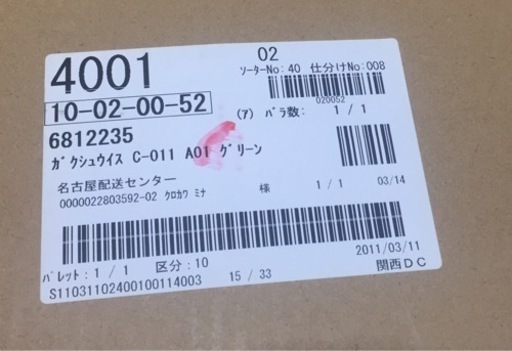 4001
02
ソーターNo: 40 仕分けNo:008
10-02-00-52
020052
(ア) バラ数: 1 / 1
6812235
ガクシュウイス C-011 A01 グリーン
名古屋配送センター
0000022803592-02 クロカワ ミナ 様 1 / 1 03/14
2011/03/11
パレット: 1 / 1 区分: 10
S11031102400100114003 15 / 33 関西DC